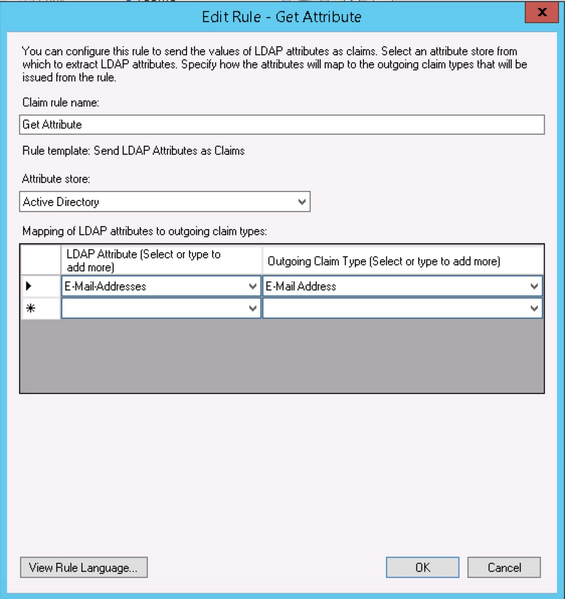 Edit Rule - Get Attribute
x
You can configure this rule to send the values of LDAP attributes as claims. Select an attribute store from
which to extract LDAP attributes. Specify how the attributes will map to the outgoing claim types that will be
issued from the rule.
Claim rule name:
Get Attribute
Rule template: Send LDAP Attributes as Claims
Attribute store:
Active Directory
Mapping of LDAP attributes to outgoing claim types:
LDAP Attribute (Select or type to
add more)
Outgoing Claim Type (Select or type to add more)
E-Mail-Addresses
E-Mail Address
*
View Rule Language...
OK
Cancel